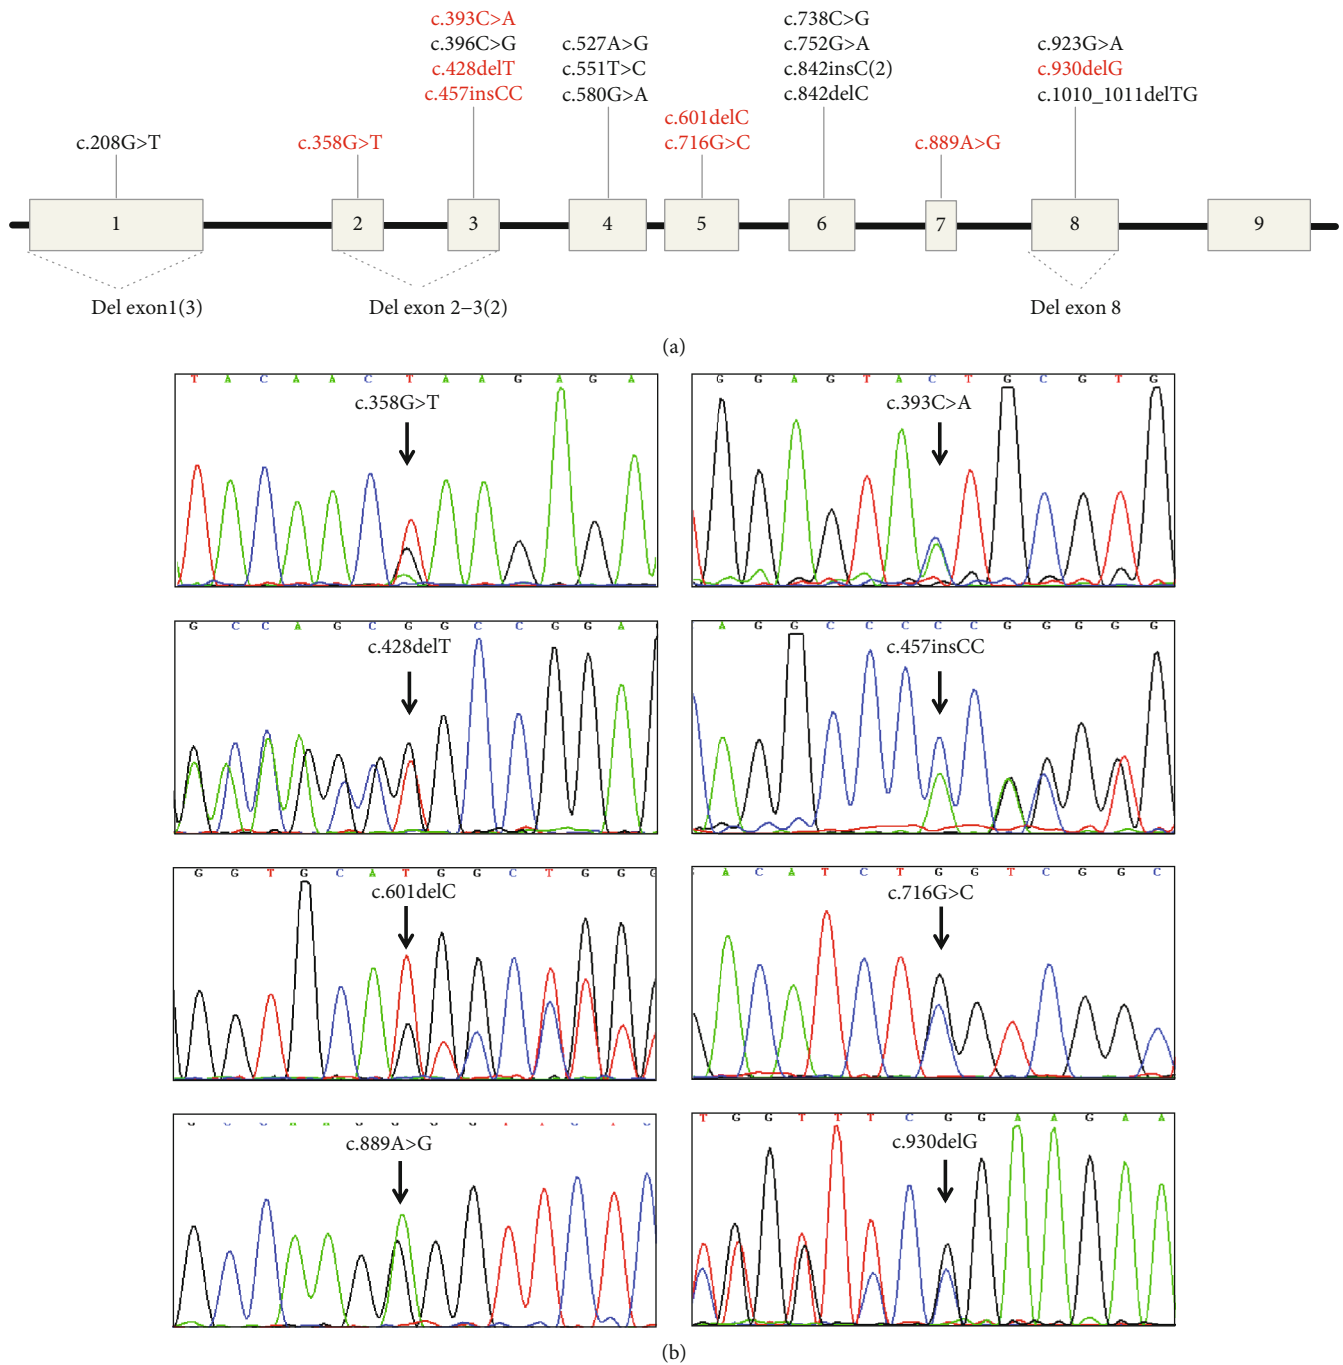 c.393C>A
c.396C>G
c.428delT
c.457insCC
c.738C>G
c.752G>A
c.842insC(2)
c.842delC
c.527A>G
c.551T>C
c.580G>A
c.923G>A
c.930delG
c.1010_1011delTG
c.601delC
c.716G>C
c.208G>T
c.358G>T
c.889A>G
1 2 3 4 5 6 7 8 9
Del exon1(3)
Del exon 2–3(2)
Del exon 8
(a)
T A C A A C T A A G A G A
c.358G>T
G G A G T A C T G C G T G
c.393C>A
G C C A G C G G C C G G A
c.428delT
A G G C C C C C G G G G G
c.457insCC
G G T G C A T G G C T G G G
c.601delC
A C A T C T G G T C G G C
c.716G>C
c.889A>G
T G G T T T C G G A A G A A
c.930delG
(b)